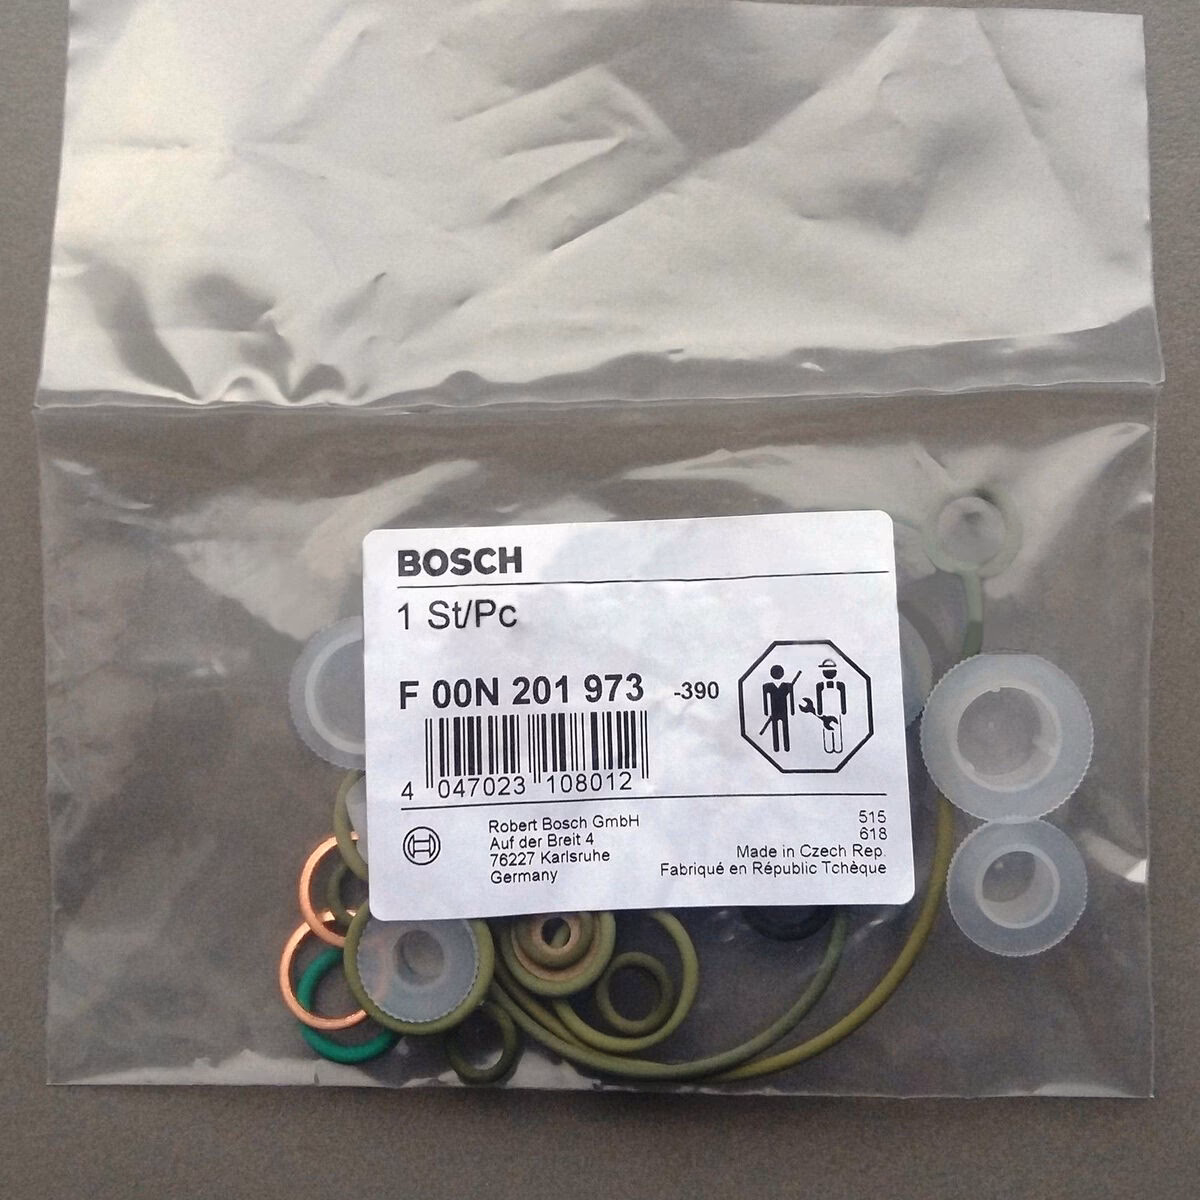 BOSCH
1 St/Pc
F 00N 201 973 -390
4 047023 108012
Robert Bosch GmbH
Auf der Breit 4
76227 Karlsruhe
Germany
515
618
Made in Czech Rep.
Fabriqué en Républic Tchèque